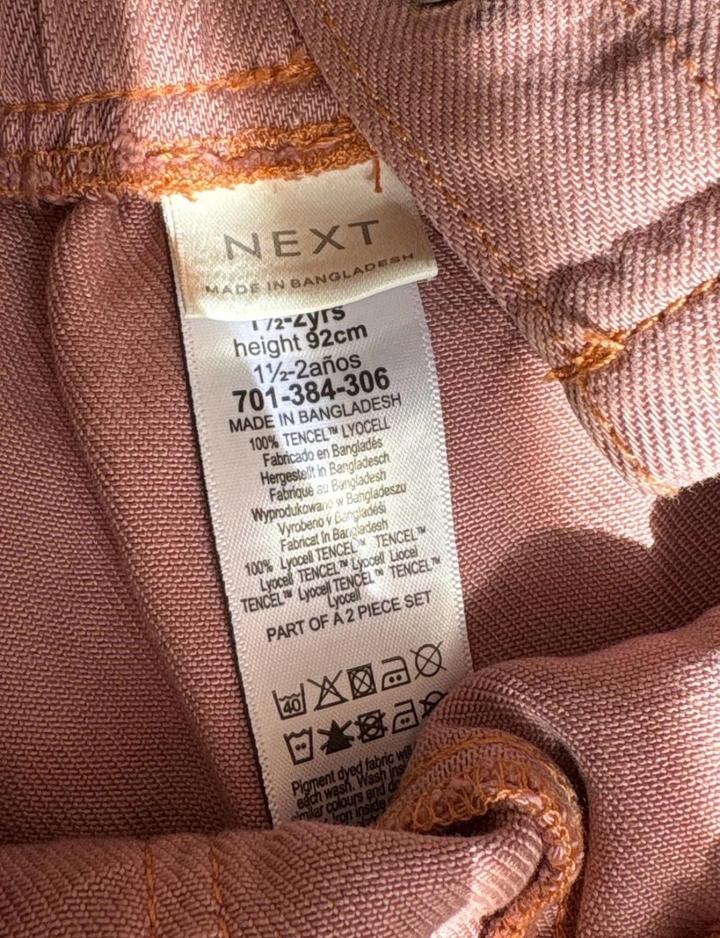 NEXT
MADE IN BANGLADESH
1½-2yrs
height 92cm
1½-2años
701-384-306
MADE IN BANGLADESH
100% TENCEL™ LYOCELL
Fabricado en Bangladés
Hergestellt in Bangladesch
Fabriqué au Bangladesh
Wyprodukowano w Bangladeszu
Vyrobeno v Bangladéši
Fabricat În Bangladesh
100% Lyocell TENCEL™ TENCEL™
Lyocell TENCEL™ Lyocell Liocel
TENCEL™ Lyocell TENCEL™ TENCEL™
Lyocell
PART OF A 2 PIECE SET
40
Pigment dyed fabric will
each wash. Wash
similar colours and
Iron inside